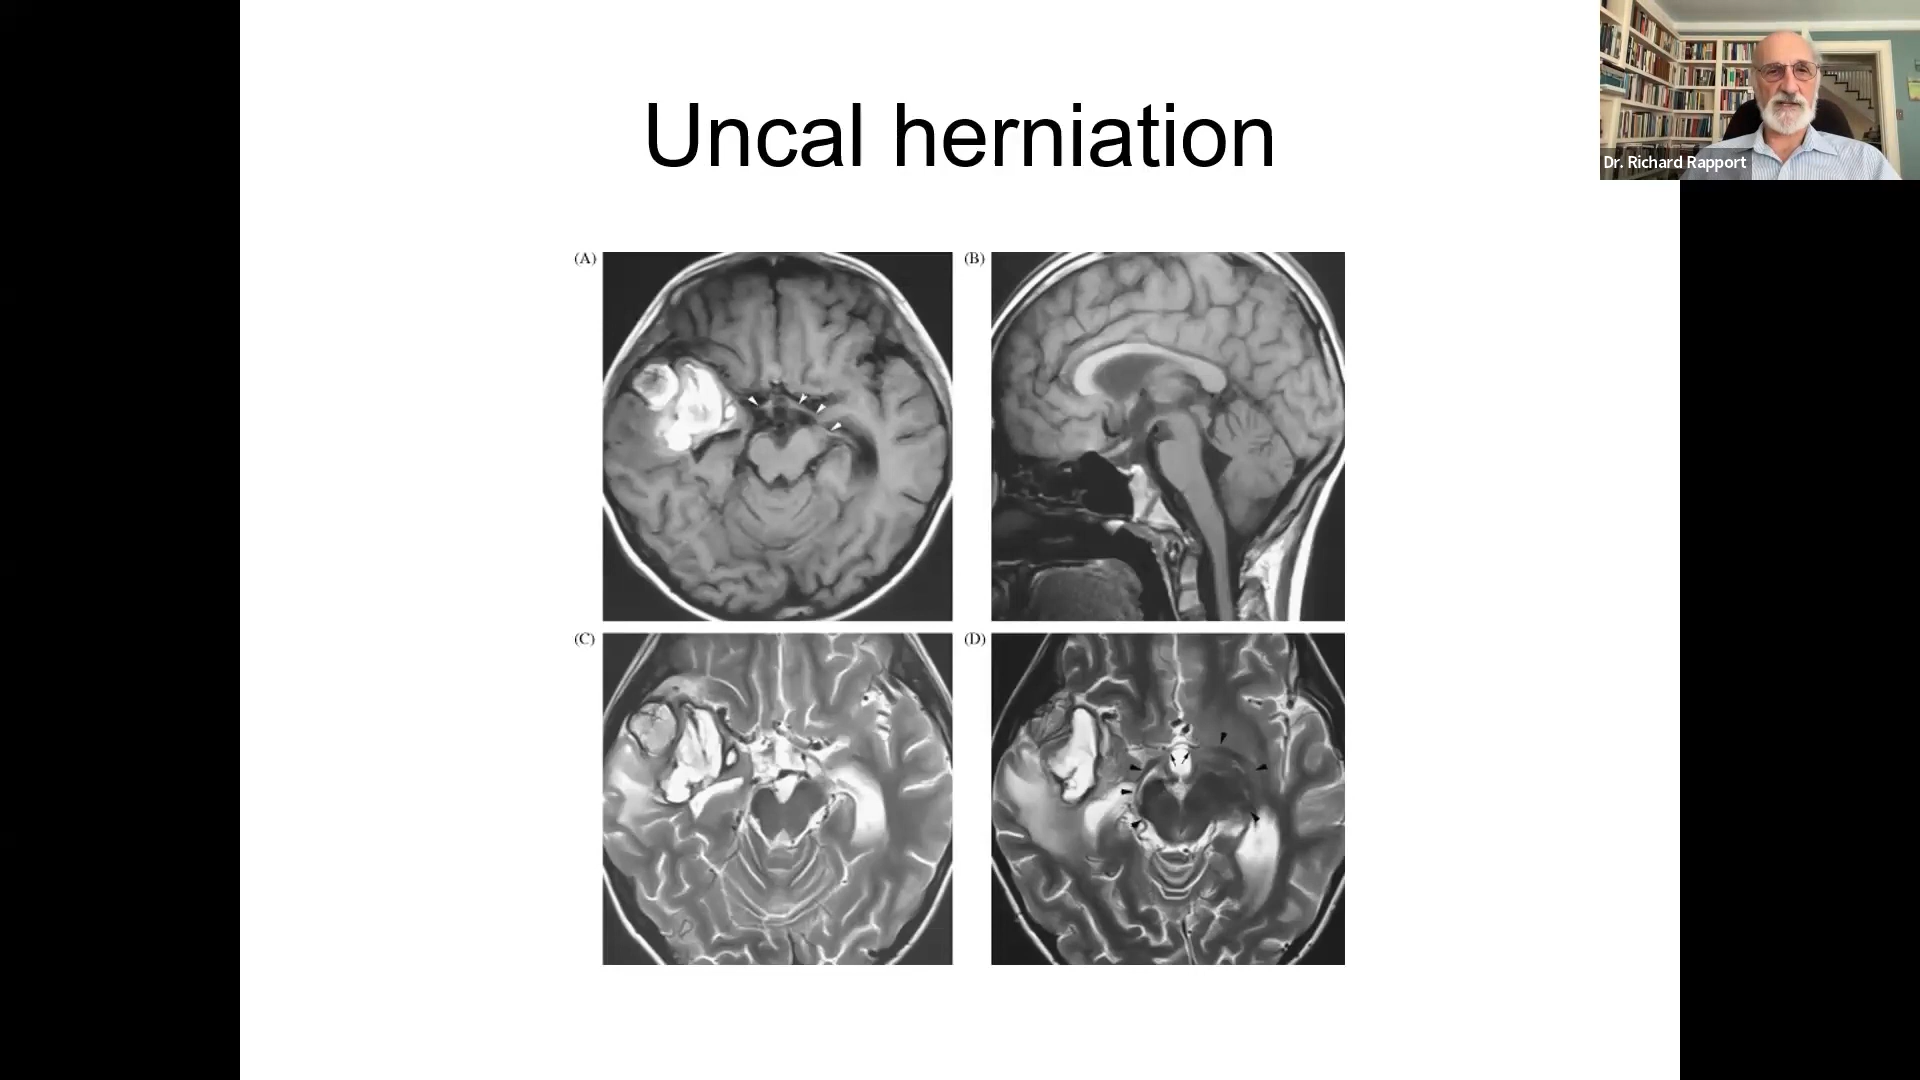 Uncal herniation
Dr. Richard Rapport
(A)
(B)
(C)
(D)